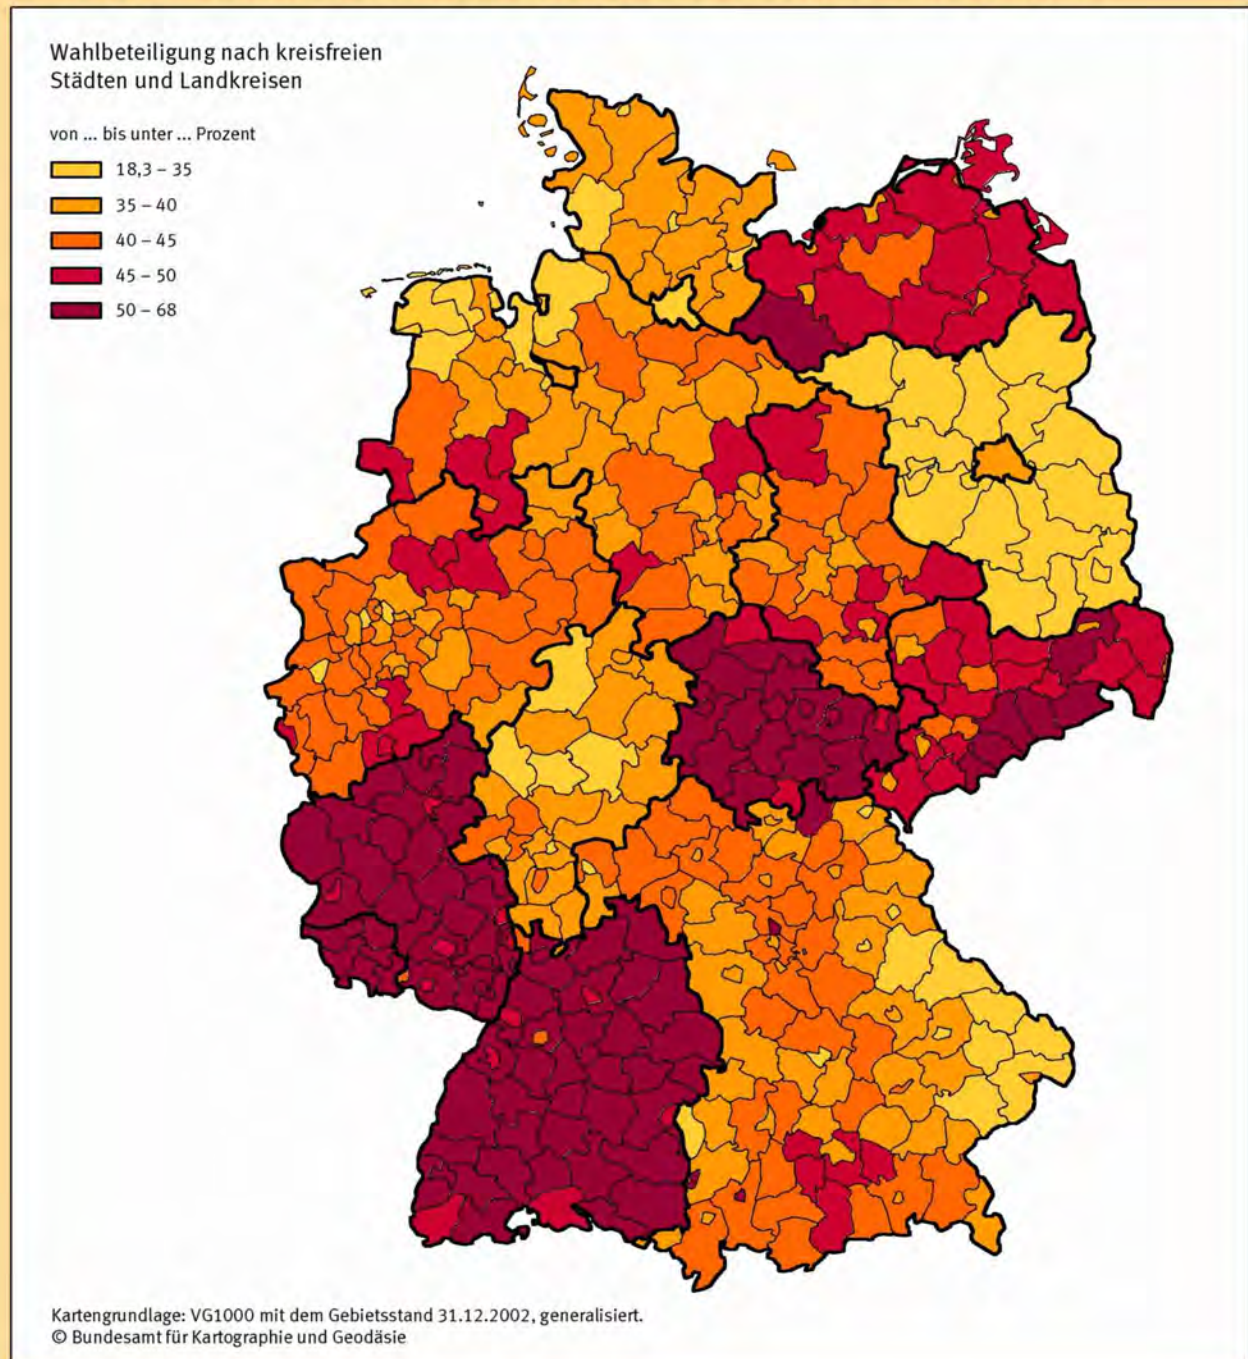 Wahlbeteiligung nach kreisfreien
Städten und Landkreisen
von ... bis unter ... Prozent
18,3 – 35
35 – 40
40 – 45
45 – 50
50 – 68
Kartengrundlage: VG1000 mit dem Gebietsstand 31.12.2002, generalisiert.
© Bundesamt für Kartographie und Geodäsie